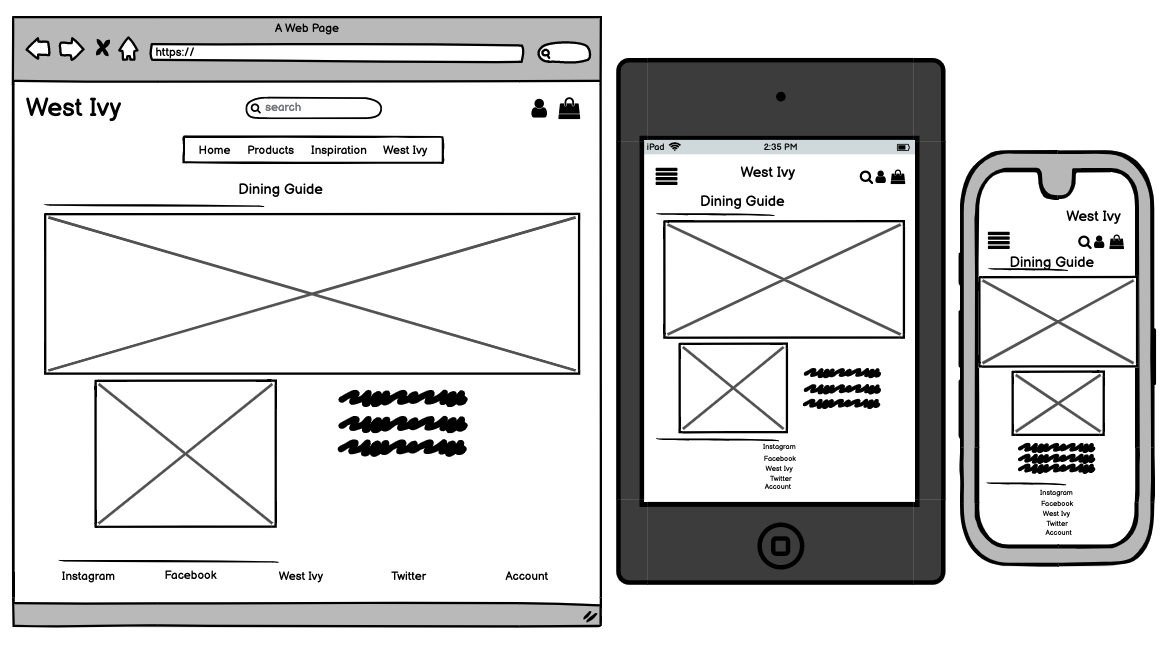 A Web Page
https://
West Ivy
search
Home Products Inspiration West Ivy
Dining Guide
Instagram Facebook West Ivy Twitter Account
iPod 2:35 PM
West Ivy
Dining Guide
Instagram
Facebook
West Ivy
Twitter
Account
West Ivy
Dining Guide
Instagram
Facebook
West Ivy
Twitter
Account